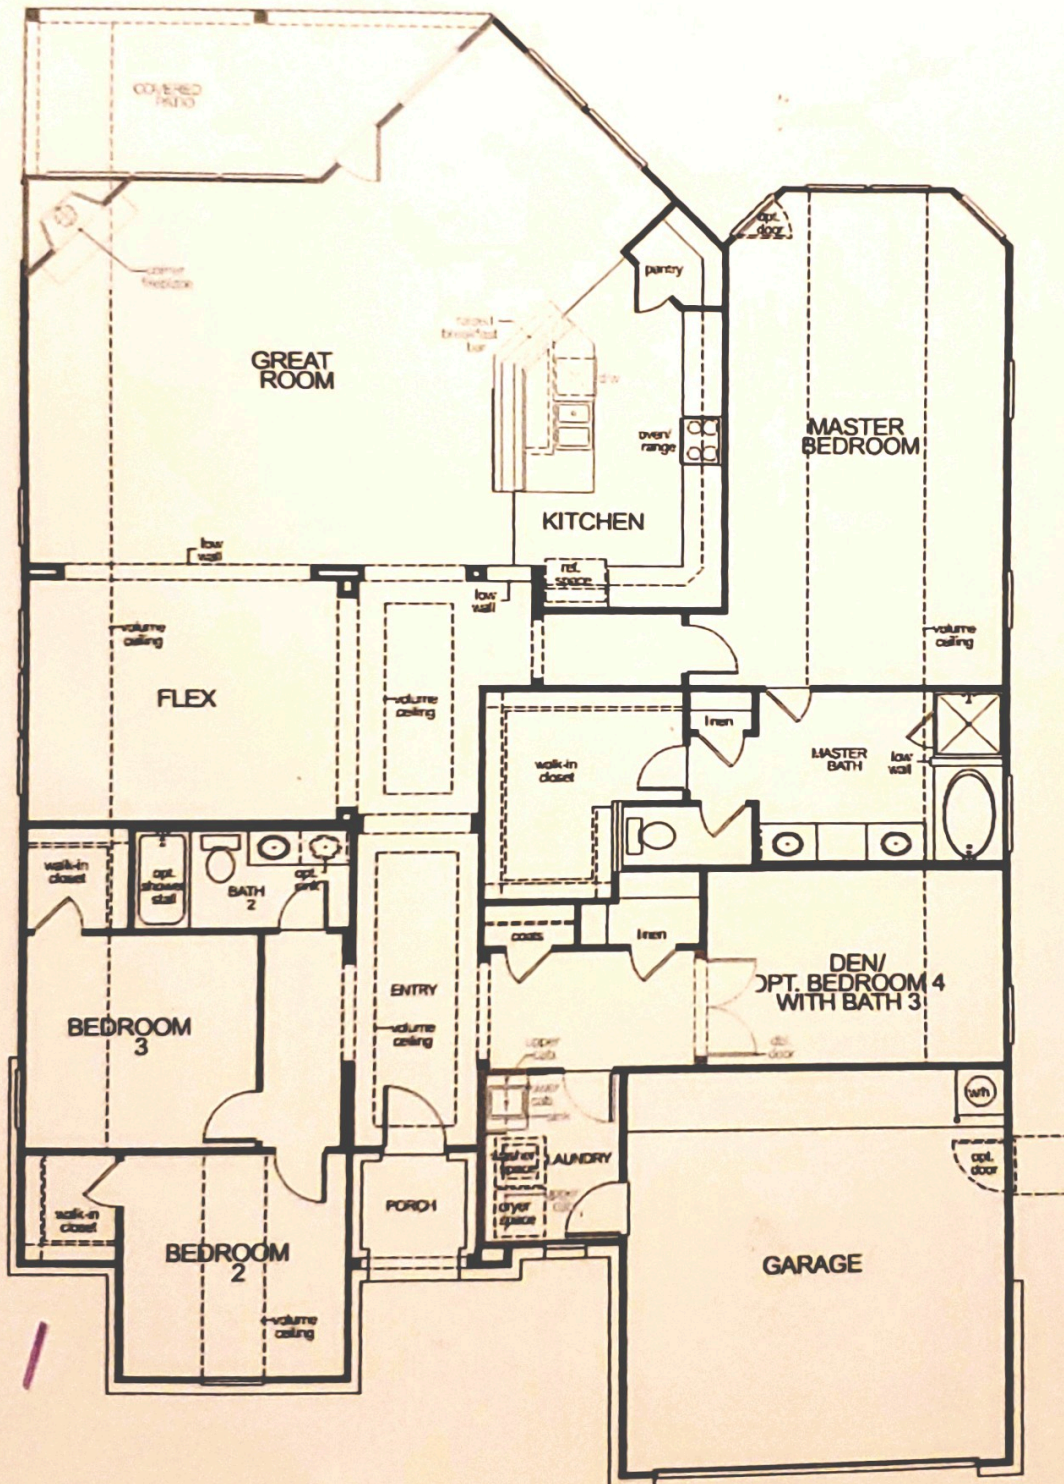 COVERED
PATIO
opt.
door
pantry
corner
fireplace
raised
breakfast
bar
GREAT
ROOM
d/w
oven/
range
MASTER
BEDROOM
KITCHEN
low
wall
ref.
space
low
wall
volume
ceiling
volume
ceiling
FLEX
volume
ceiling
linen
MASTER
BATH
low
wall
walk-in
closet
walk-in
closet
opt.
shower
stall
BATH
2
opt.
sink
coats
linen
DEN/
OPT. BEDROOM 4
WITH BATH 3
ENTRY
BEDROOM
3
volume
ceiling
upper
cab.
door
wh
cab.
washer
space
LAUNDRY
opt.
door
dryer
space
upper
cab.
PORCH
walk-in
closet
BEDROOM
2
GARAGE
volume
ceiling